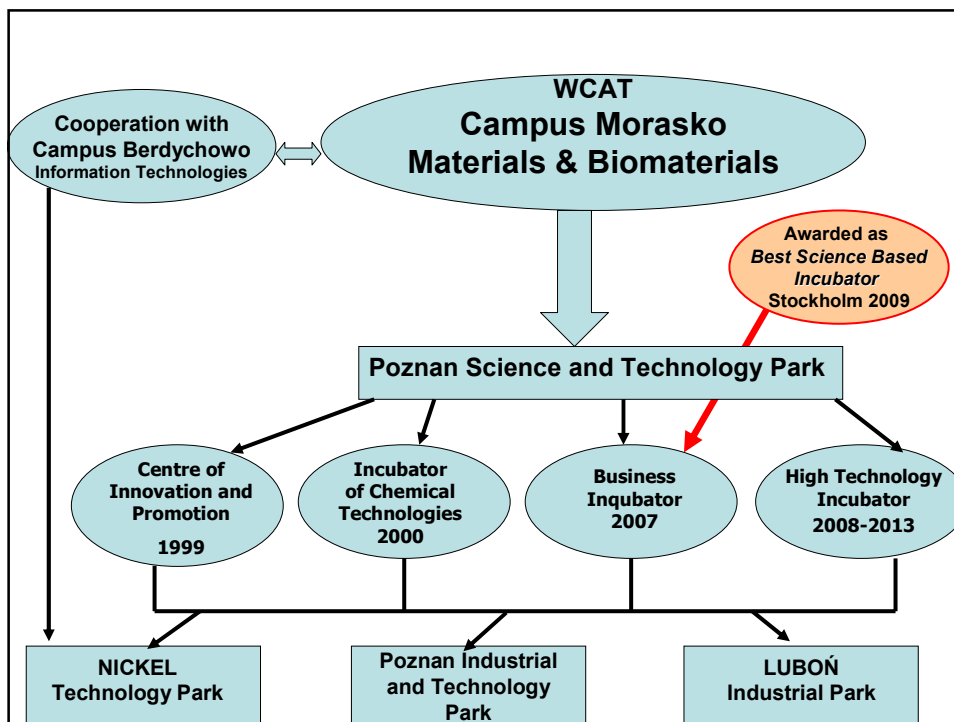 WCAT
Campus Morasko
Materials & Biomaterials
Cooperation with
Campus Berdychowo
Information Technologies
Awarded as
Best Science Based
Incubator
Stockholm 2009
Poznan Science and Technology Park
Centre of
Innovation and
Promotion
1999
Incubator
of Chemical
Technologies
2000
Business
Inqubator
2007
High Technology
Incubator
2008-2013
NICKEL
Technology Park
Poznan Industrial
and Technology
Park
LUBOŃ
Industrial Park